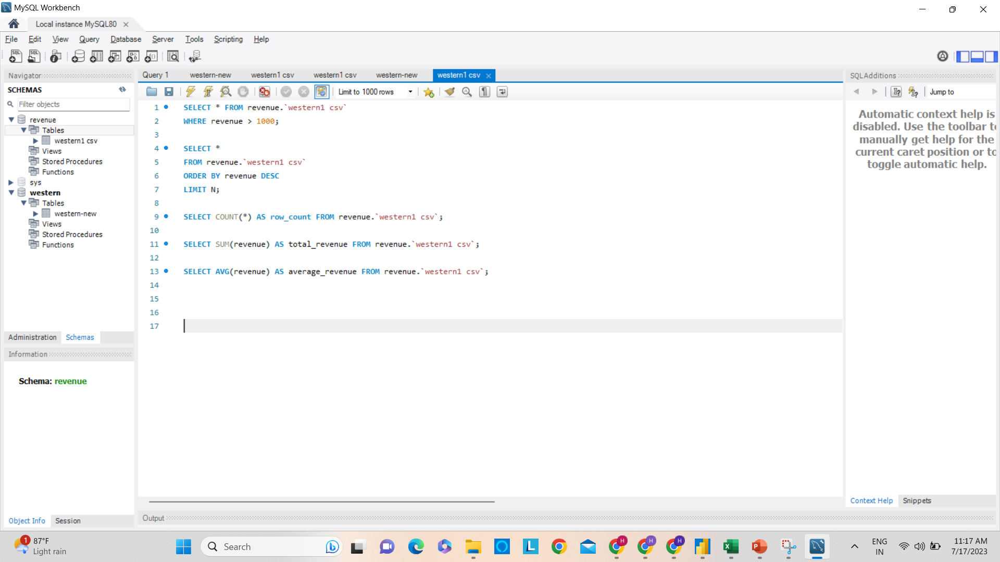 MySQL Workbench
Local instance MySQL80
File Edit View Query Database Server Tools Scripting Help
Navigator
SCHEMAS
Filter objects
revenue
Tables
western1 csv
Views
Stored Procedures
Functions
sys
western
Tables
western-new
Views
Stored Procedures
Functions
Administration Schemas
Information
Schema: revenue
Object Info Session
Query 1 western-new western1 csv western1 csv western-new western1 csv
Limit to 1000 rows
1 SELECT * FROM revenue.`western1 csv`
2 WHERE revenue > 1000;
3
4 SELECT *
5 FROM revenue.`western1 csv`
6 ORDER BY revenue DESC
7 LIMIT N;
8
9 SELECT COUNT(*) AS row_count FROM revenue.`western1 csv`;
10
11 SELECT SUM(revenue) AS total_revenue FROM revenue.`western1 csv`;
12
13 SELECT AVG(revenue) AS average_revenue FROM revenue.`western1 csv`;
14
15
16
17
Output
SQLAdditions
Jump to
Automatic context help is
disabled. Use the toolbar to
manually get help for the
current caret position or to
toggle automatic help.
Context Help Snippets
1
87°F
Light rain
Search
ENG
IN
11:17 AM
7/17/2023